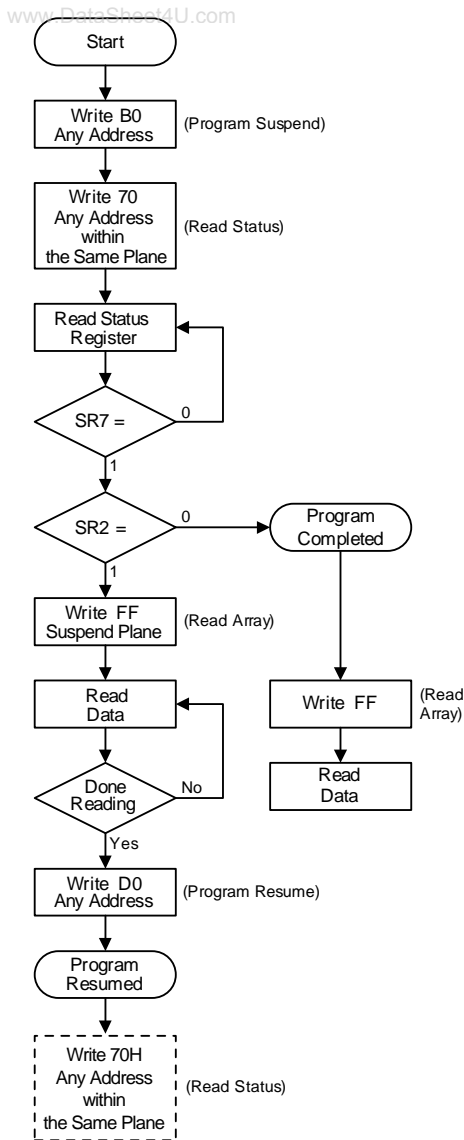 www.DataSheet4U.com
Start
Write B0
Any Address
(Program Suspend)
Write 70
Any Address
within
the Same Plane
(Read Status)
Read Status
Register
SR7 =
0
1
SR2 =
0
Program
Completed
1
Write FF
Suspend Plane
(Read Array)
Write FF
(Read
Array)
Read
Data
Read
Data
Done
Reading
No
Yes
Write D0
Any Address
(Program Resume)
Program
Resumed
Write 70H
Any Address
within
the Same Plane
(Read Status)